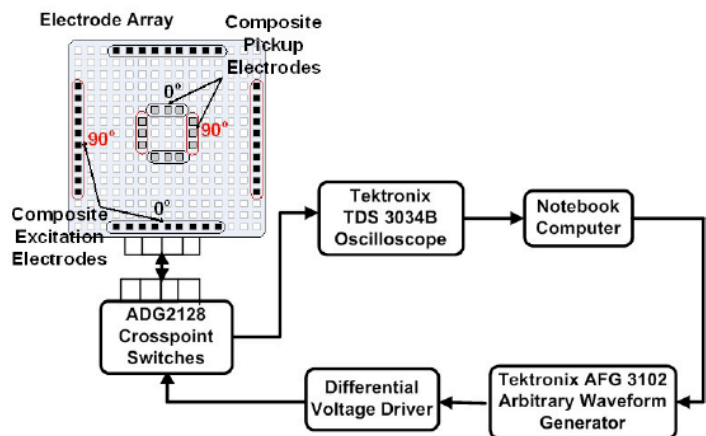 Electrode Array
Composite
Pickup
Electrodes
0°
90°
90°
0°
Composite
Excitation
Electrodes
Tektronix
TDS 3034B
Oscilloscope
Notebook
Computer
ADG2128
Crosspoint
Switches
Differential
Voltage Driver
Tektronix AFG 3102
Arbitrary Waveform
Generator